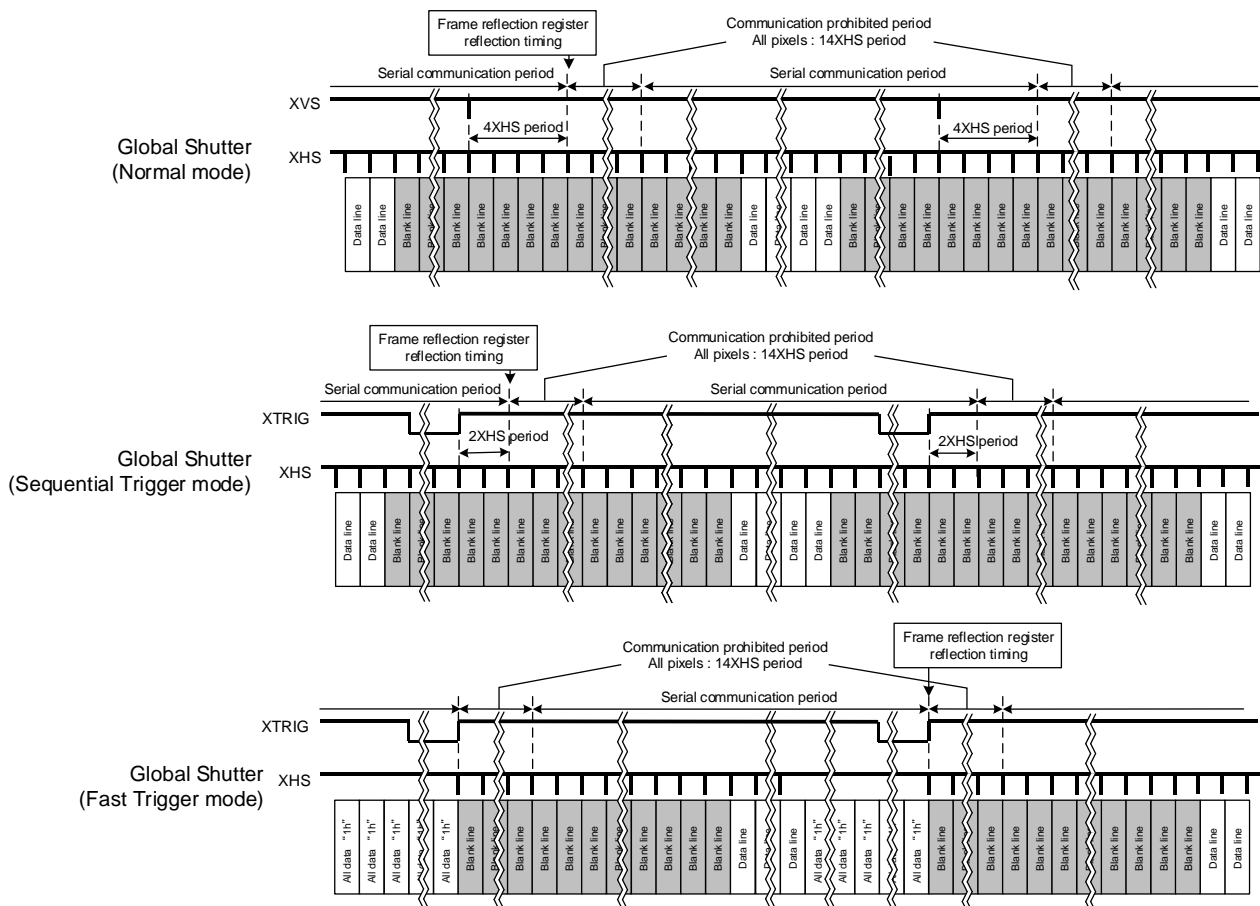 Frame reflection register
reflection timing
Communication prohibited period
All pixels : 14XHS period
Serial communication period
Serial communication period
XVS
4XHS period
4XHS period
Global Shutter
(Normal mode)
XHS
Data line
Data line
Blank line
Blank line
Blank line
Blank line
Blank line
Blank line
Blank line
Blank line
Blank line
Blank line
Blank line
Blank line
Data line
Data line
Data line
Blank line
Blank line
Blank line
Blank line
Blank line
Blank line
Blank line
Blank line
Blank line
Blank line
Blank line
Blank line
Data line
Data line
Frame reflection register
reflection timing
Communication prohibited period
All pixels : 14XHS period
Serial communication period
Serial communication period
XTRIG
2XHS period
2XHS period
Global Shutter
(Sequential Trigger mode)
XHS
Data line
Data line
Blank line
Blank line
Blank line
Blank line
Blank line
Blank line
Blank line
Blank line
Blank line
Blank line
Blank line
Data line
Data line
Data line
Blank line
Blank line
Blank line
Blank line
Blank line
Blank line
Blank line
Blank line
Blank line
Blank line
Blank line
Blank line
Data line
Data line
Communication prohibited period
All pixels : 14XHS period
Frame reflection register
reflection timing
Serial communication period
XTRIG
Global Shutter
(Fast Trigger mode)
XHS
All data "1h"
All data "1h"
All data "1h"
All data "1h"
Blank line
Blank line
Blank line
Blank line
Blank line
Blank line
Blank line
Blank line
Blank line
Data line
Data line
All data "1h"
All data "1h"
All data "1h"
All data "1h"
Blank line
Blank line
Blank line
Blank line
Blank line
Blank line
Blank line
Blank line
Blank line
Data line
Data line